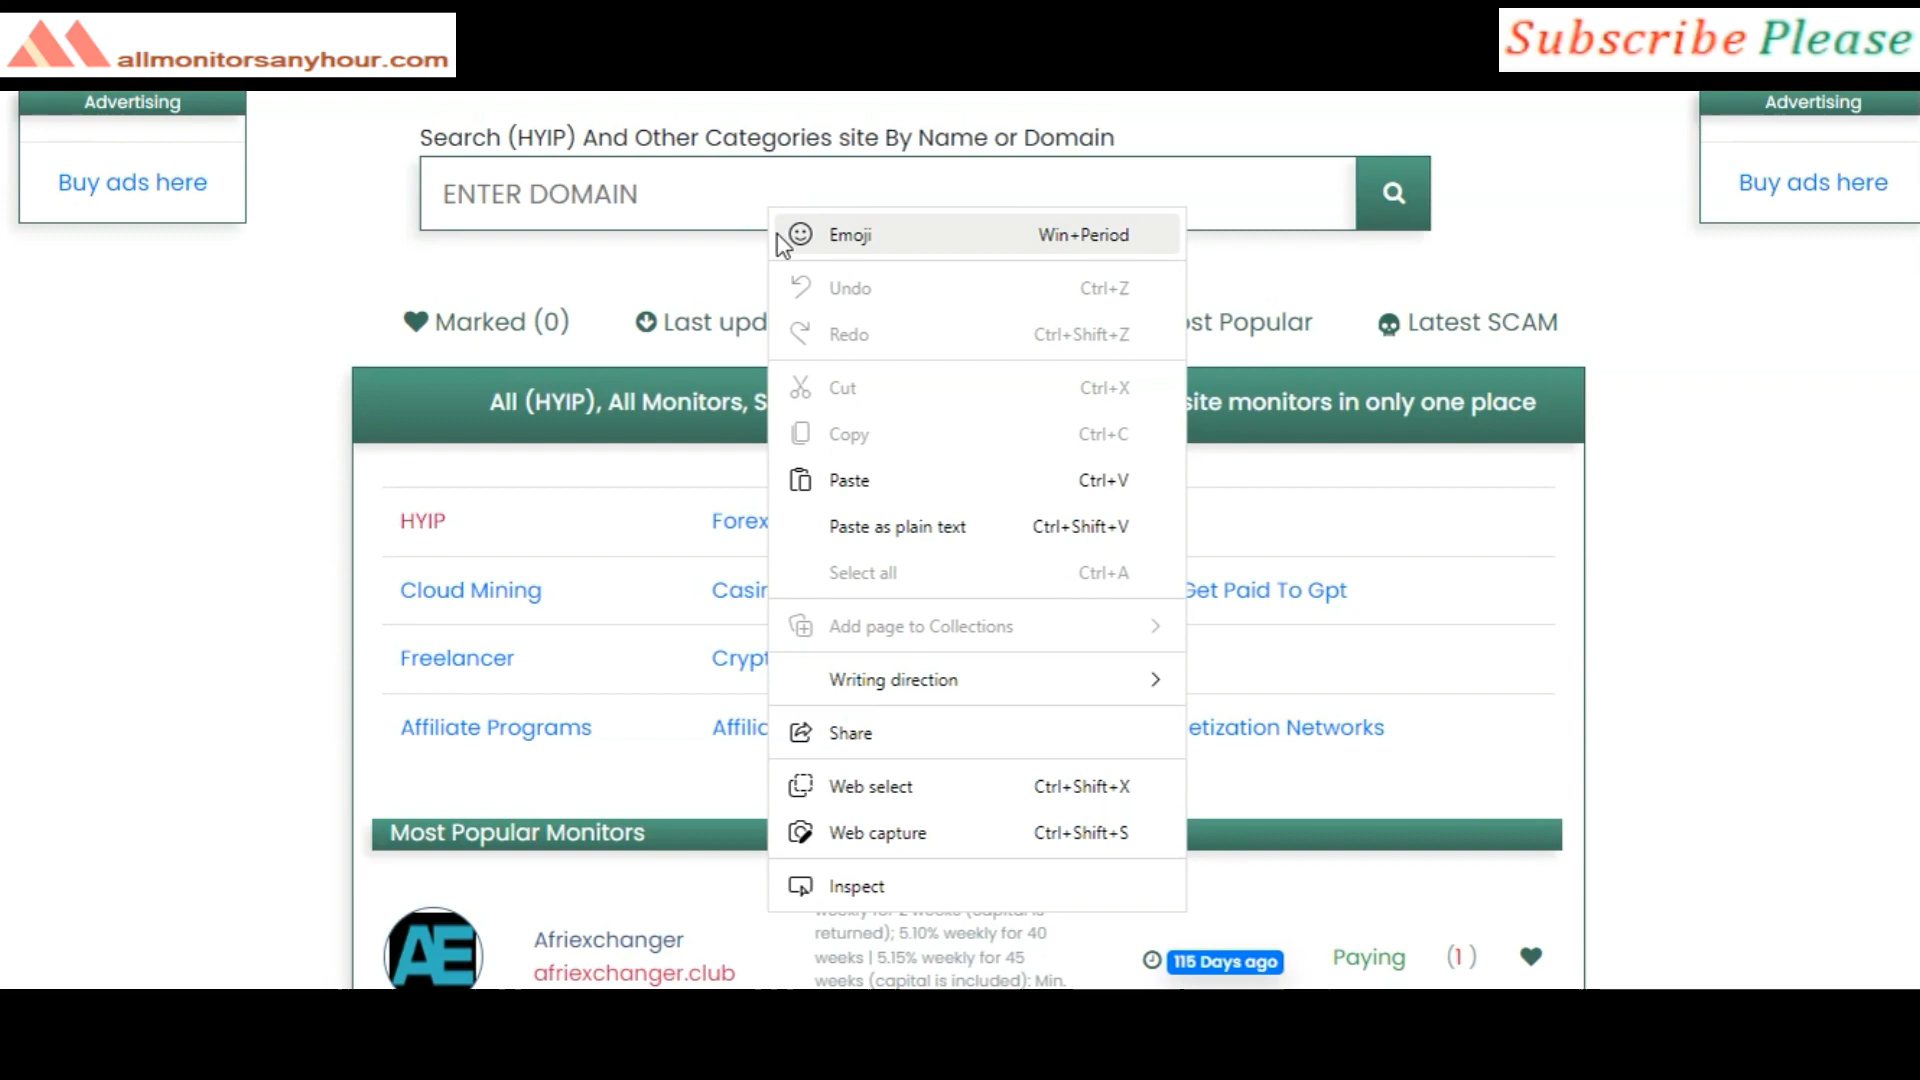 allmonitorsanyhour.com
Subscribe Please
Advertising
Advertising
Buy ads here
Buy ads here
Search (HYIP) And Other Categories site By Name or Domain
ENTER DOMAIN
Emoji Win+Period
Undo Ctrl+Z
Redo Ctrl+Shift+Z
Cut Ctrl+X
Copy Ctrl+C
Paste Ctrl+V
Paste as plain text Ctrl+Shift+V
Select all Ctrl+A
Add page to Collections
Writing direction
Share
Web select Ctrl+Shift+X
Web capture Ctrl+Shift+S
Inspect
Marked (0) Last upd st Popular Latest SCAM
All (HYIP), All Monitors, S site monitors in only one place
HYIP Forex
Cloud Mining Casin Get Paid To Gpt
Freelancer Crypt
Affiliate Programs Affilia etization Networks
Most Popular Monitors
Afriexchanger
afriexchanger.club
returned); 5.10% weekly for 40
weeks | 5.15% weekly for 45
weeks (capital is included): Min.
115 Days ago
Paying (1)